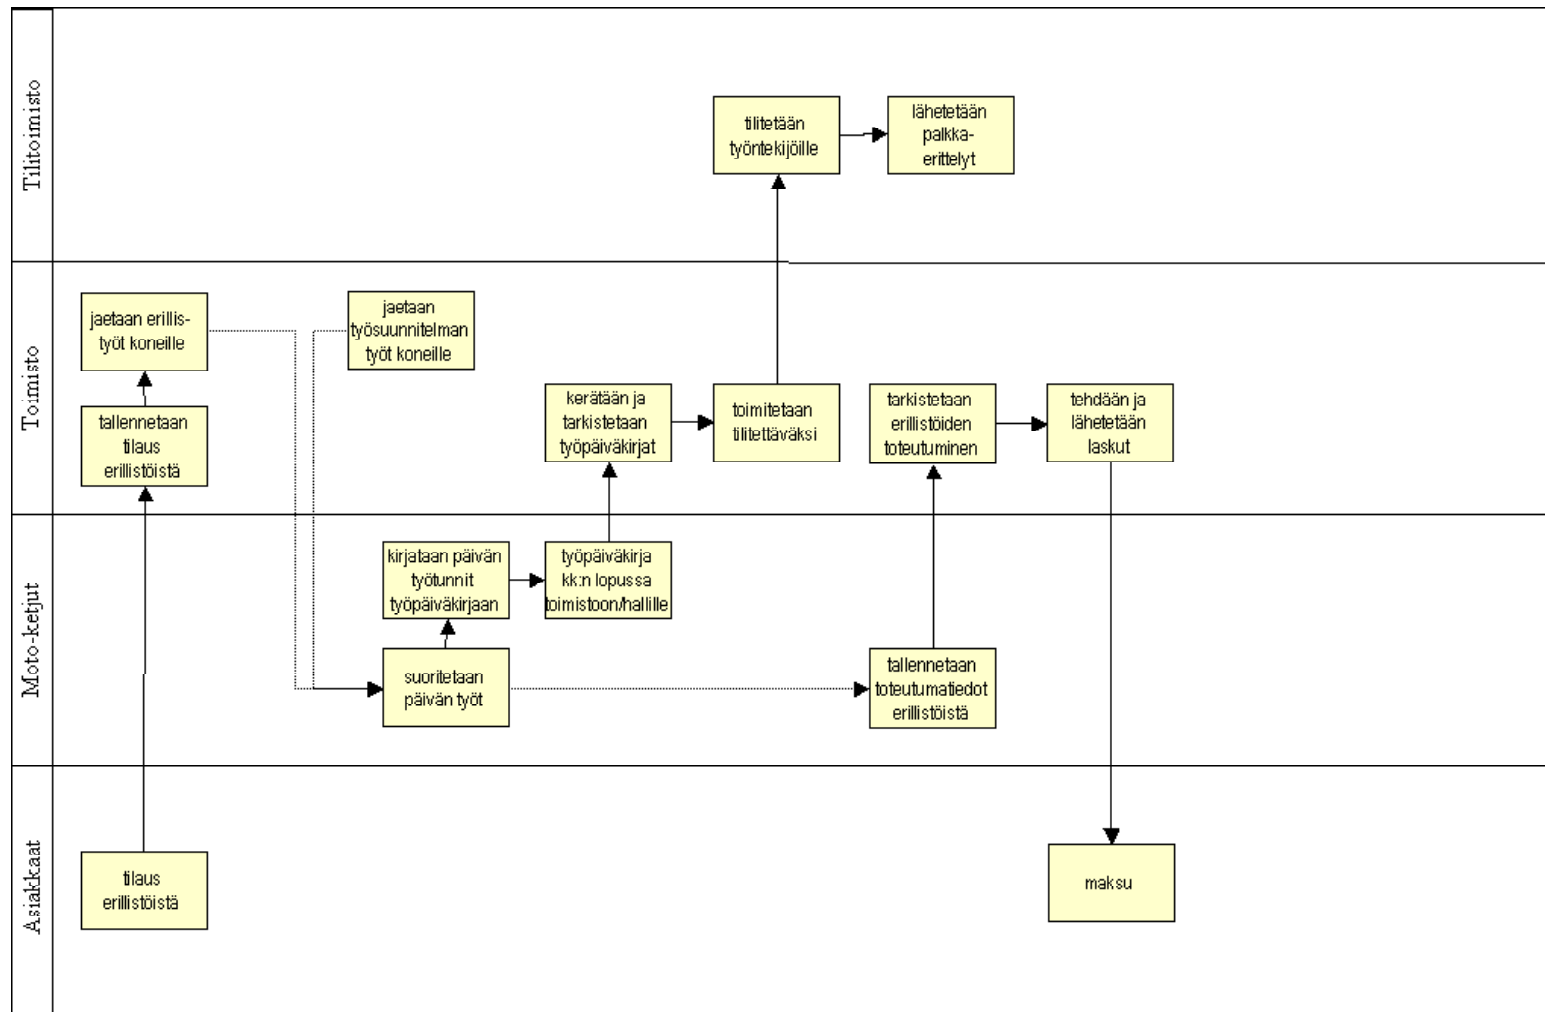 Tilitoimisto
tilitetään
työntekijöille
lähetetään
palkka-
erittelyt
Toimisto
jaetaan erillis-
työt koneille
jaetaan
työsuunnitelman
työt koneille
tallennetaan
tilaus
erillistöistä
kerätään ja
tarkistetaan
työpäiväkirjat
toimitetaan
tilitettäväksi
tarkistetaan
erillistöiden
toteutuminen
tehdään ja
lähetetään
laskut
Moto-ketjut
kirjataan päivän
työtunnit
työpäiväkirjaan
työpäiväkirja
kk:n lopussa
toimistoon/hallille
suoritetaan
päivän työt
tallennetaan
toteutumatiedot
erillistöistä
Asiakkaat
tilaus
erillistöistä
maksu